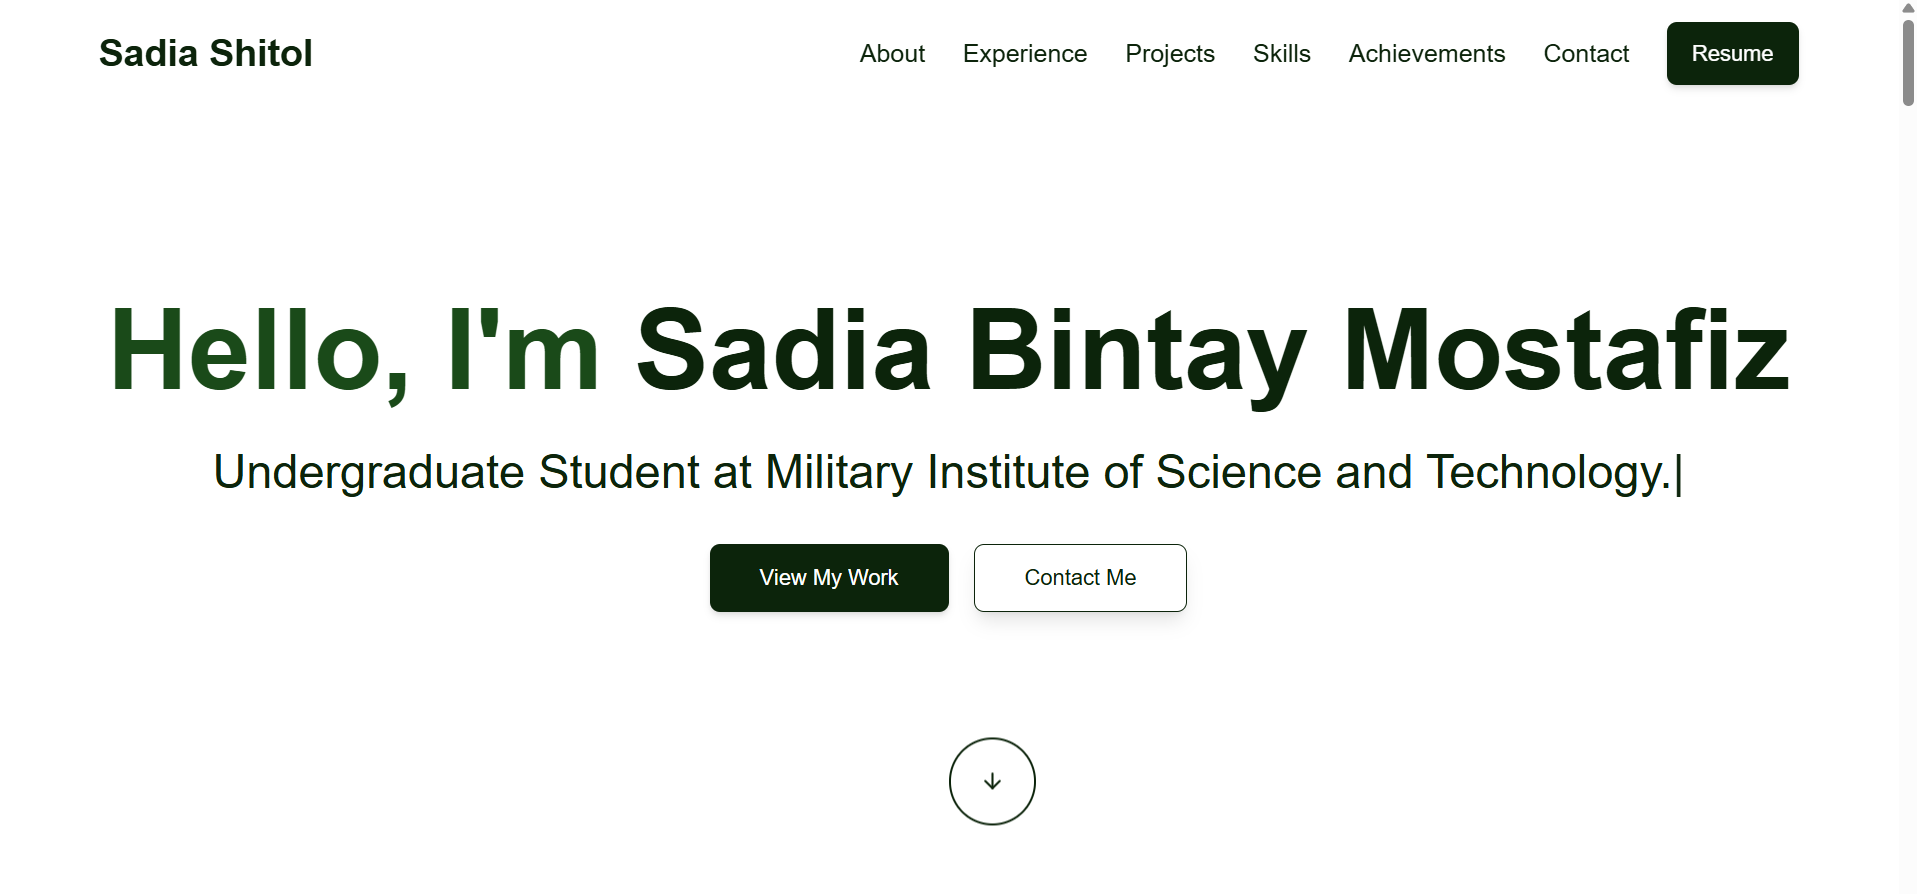 Sadia Shitol
About Experience Projects Skills Achievements Contact Resume
Hello, I'm Sadia Bintay Mostafiz
Undergraduate Student at Military Institute of Science and Technology.|
View My Work Contact Me